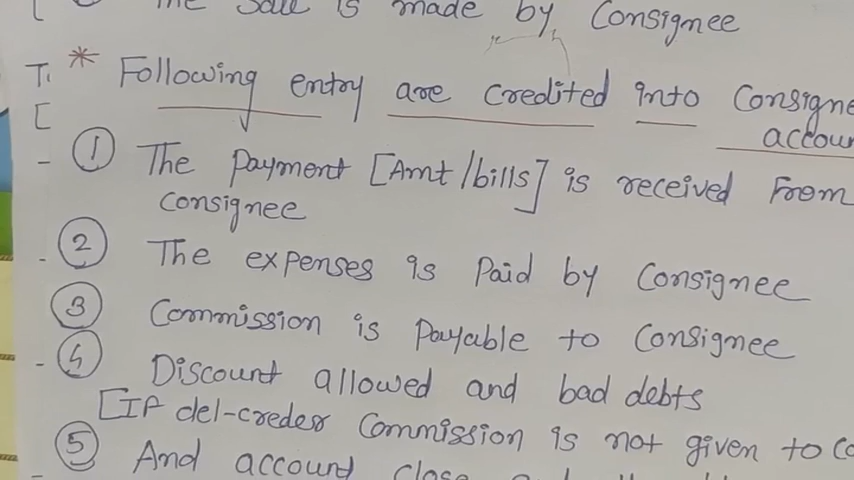 The Sale is made by Consignee
* Following entry are credited into Consigne
accoun
① The Payment [Amt/bills] is received From
consignee
② The expenses is Paid by Consignee
③ Commission is Payable to Consignee
④ Discount allowed and bad debts
[IF del-creder Commission is not given to Co
⑤ And account close